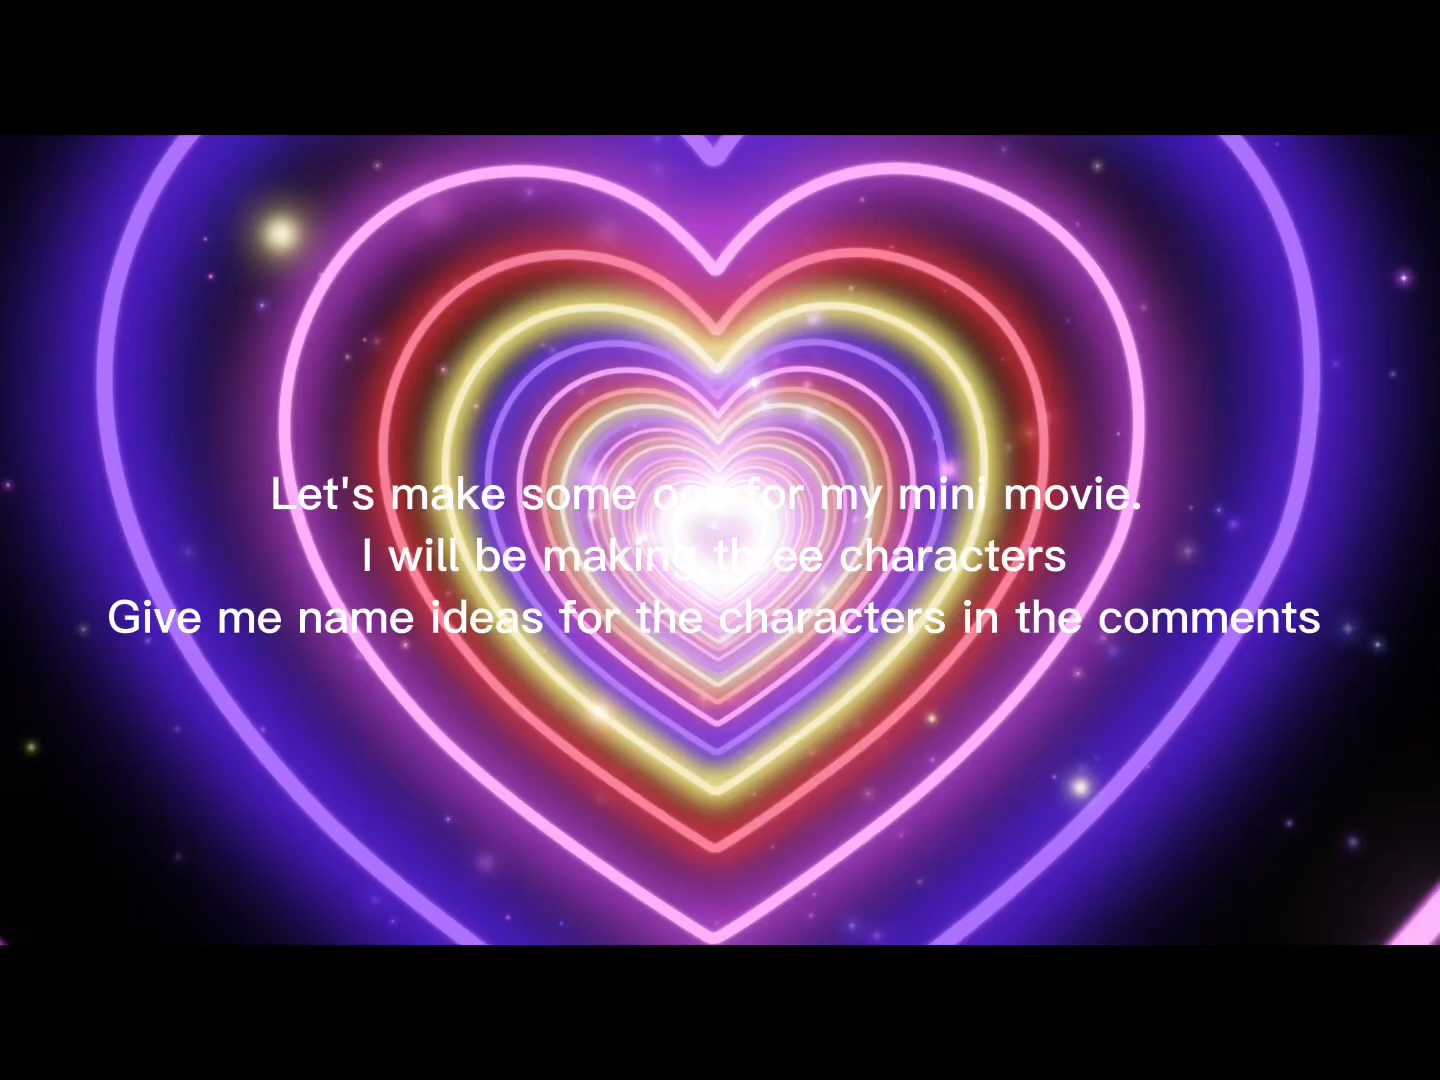 Let's make some for my mini movie.
I will be making three characters
Give me name ideas for the characters in the comments